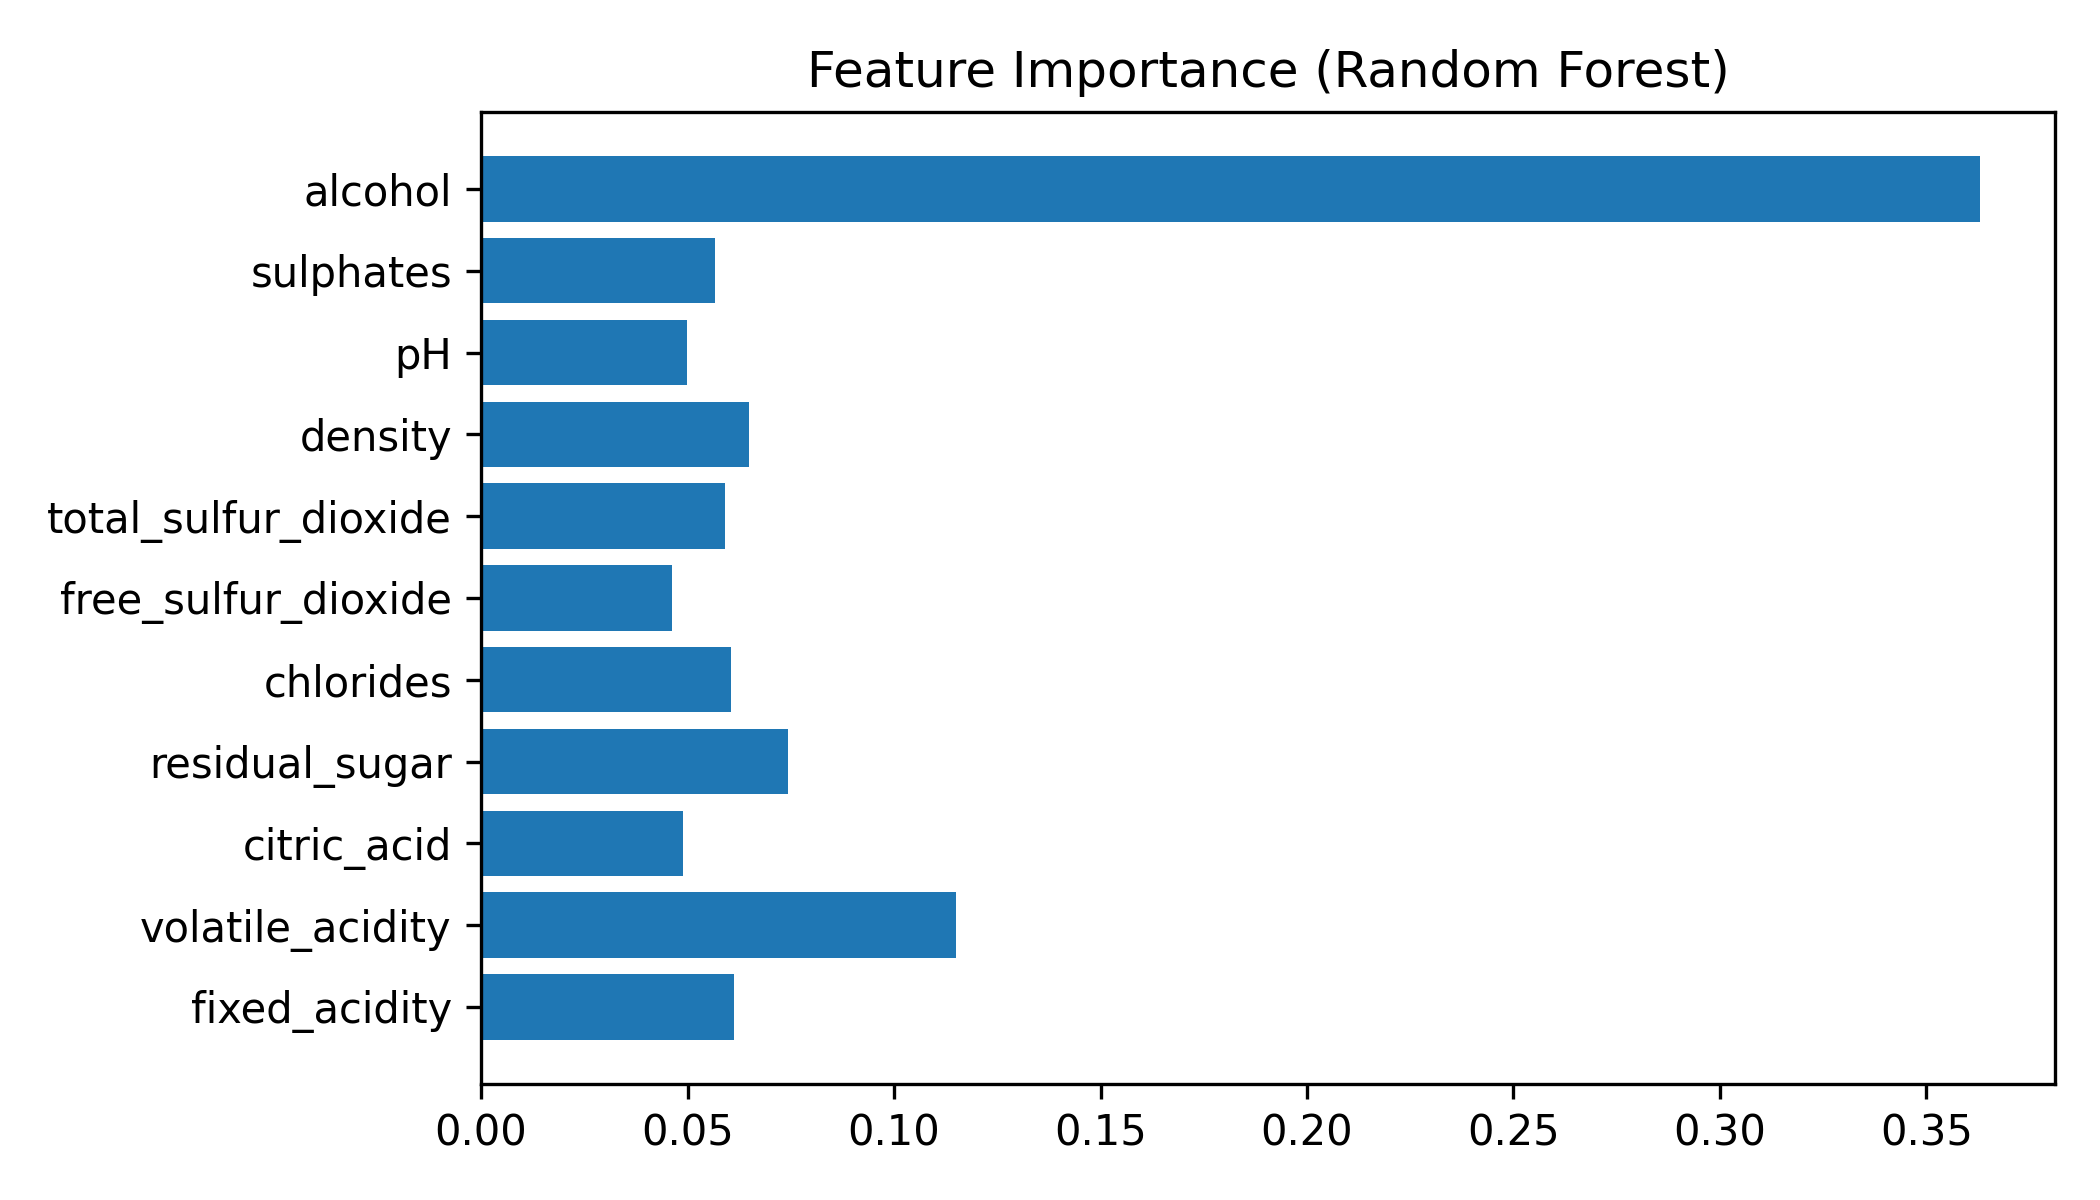 Feature Importance (Random Forest)
alcohol
sulphates
pH
density
total_sulfur_dioxide
free_sulfur_dioxide
chlorides
residual_sugar
citric_acid
volatile_acidity
fixed_acidity
0.00 0.05 0.10 0.15 0.20 0.25 0.30 0.35